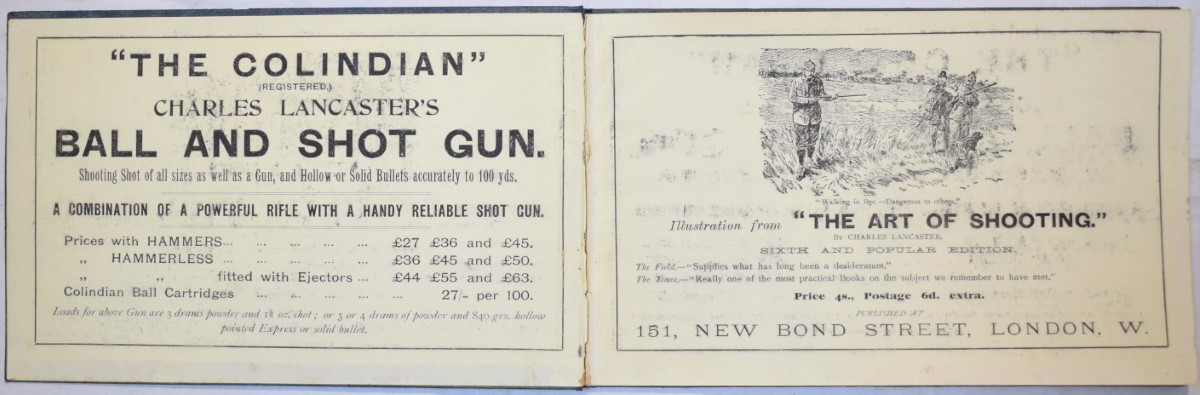 "THE COLINDIAN"
(REGISTERED.)
CHARLES LANCASTER'S
BALL AND SHOT GUN.
Shooting Shot of all sizes as well as a Gun, and Hollow or Solid Bullets accurately to 100 yds.
A COMBINATION OF A POWERFUL RIFLE WITH A HANDY RELIABLE SHOT GUN.
Prices with HAMMERS... ... ... ... ... £27 £36 and £45.
„ HAMMERLESS... ... ... ... £36 £45 and £50.
„ „ fitted with Ejectors ... £44 £55 and £63.
Colindian Ball Cartridges ... ... ... ... ... 27/- per 100.
Loads for above Gun are 3 drams powder and oz. shot; or 3 or 4 drams of powder and 840 grs. hollow
pointed Express or solid bullet.
"Walking in line—Dangerous to others."
Illustration from "THE ART OF SHOOTING."
BY CHARLES LANCASTER,
SIXTH AND POPULAR EDITION.
The Field.—"Supplies what has long been a desideratum."
The Times.—"Really one of the most practical Books on the subject we remember to have met."
Price 4s., Postage 6d. extra.
PUBLISHED AT
151, NEW BOND STREET, LONDON, W.